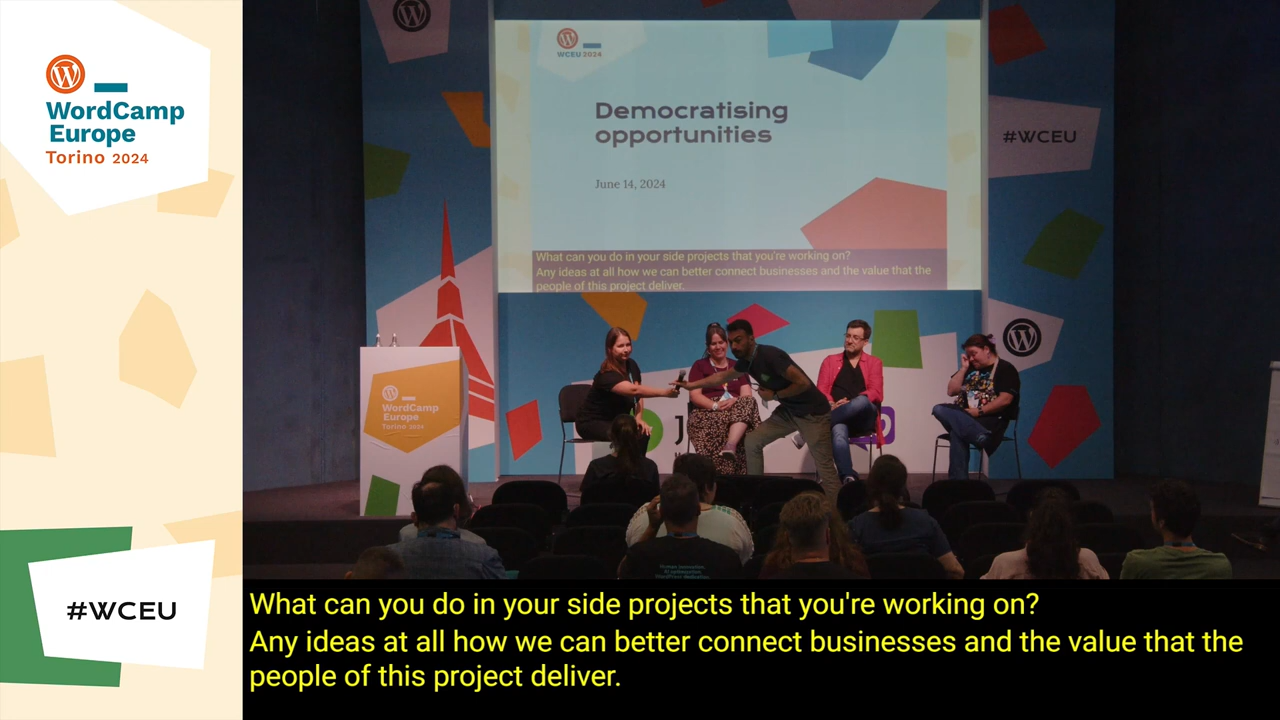 WordCamp
Europe
Torino 2024
#WCEU
WCEU 2024
Democratising
opportunities
June 14, 2024
What can you do in your side projects that you're working on?
Any ideas at all how we can better connect businesses and the value that the
people of this project deliver.
#WCEU
WordCamp
Europe
Torino 2024
What can you do in your side projects that you're working on?
Any ideas at all how we can better connect businesses and the value that the
people of this project deliver.